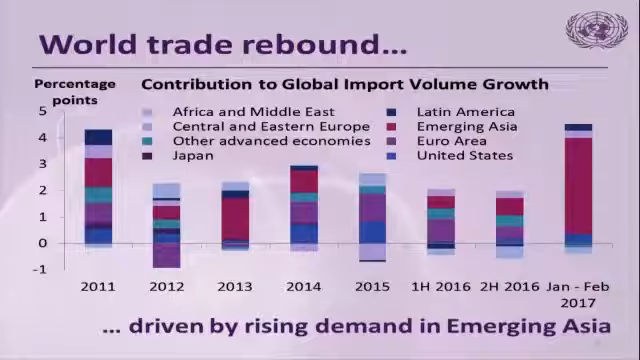 World trade rebound...
Percentage points
Contribution to Global Import Volume Growth
Africa and Middle East
Latin America
Central and Eastern Europe
Emerging Asia
Other advanced economies
Euro Area
Japan
United States
5
4
3
2
1
0
-1
2011
2012
2013
2014
2015
1H 2016
2H 2016
Jan - Feb 2017
... driven by rising demand in Emerging Asia